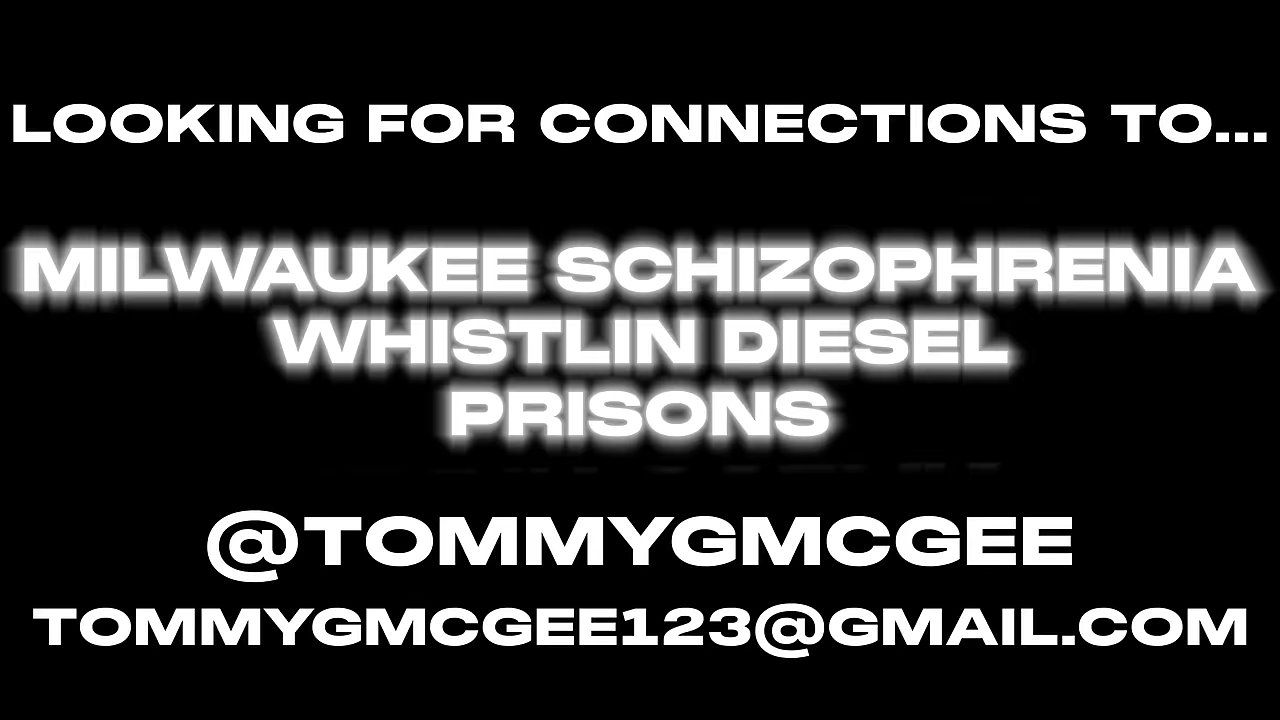 LOOKING FOR CONNECTIONS TO...
MILWAUKEE SCHIZOPHRENIA
WHISTLIN DIESEL
PRISONS
@TOMMYGMCGEE
TOMMYGMCGEE123@GMAIL.COM